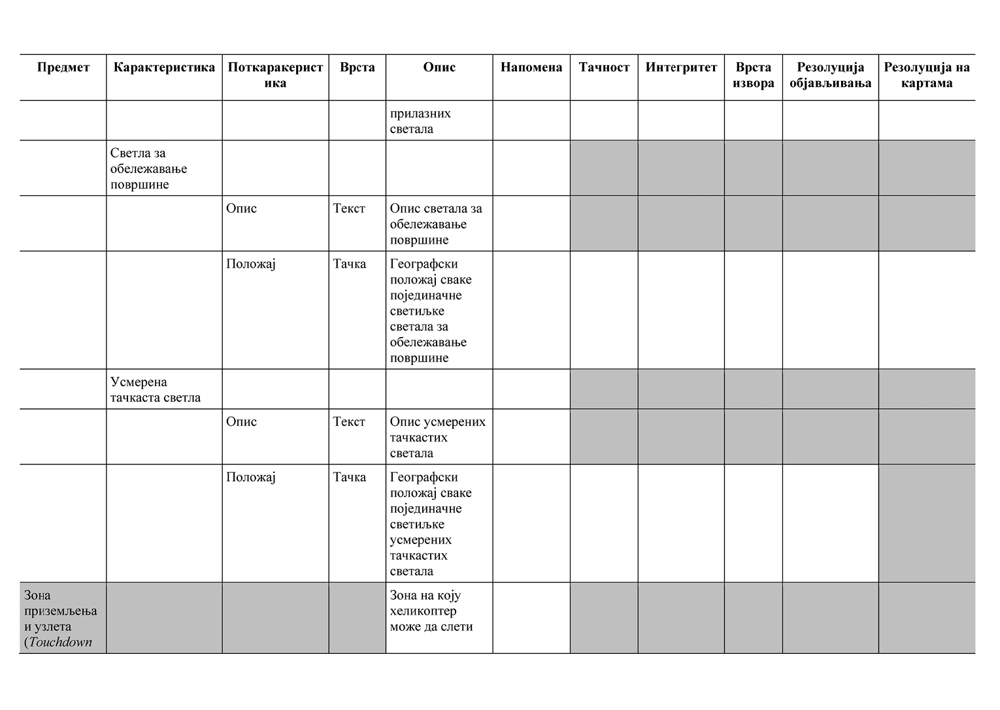 Предмет Карактеристика Поткаракерист Врста Опис Напомена Тачност Интегритет Врста Резолуција Резолуција на
ика извора објављивања картама
прилазних
светала
Светла за
обележавање
површине
Опис Текст Опис светала за
обележавање
површине
Положај Тачка Географски
положај сваке
појединачне
светиљке
светала за
обележавање
површине
Усмерена
тачкаста светла
Опис Текст Опис усмерених
тачкастих
светала
Положај Тачка Географски
положај сваке
појединачне
светиљке
усмерених
тачкастих
светала
Зона Зона на коју
приземљења хеликоптер
и узлета може да слети
(Touchdown